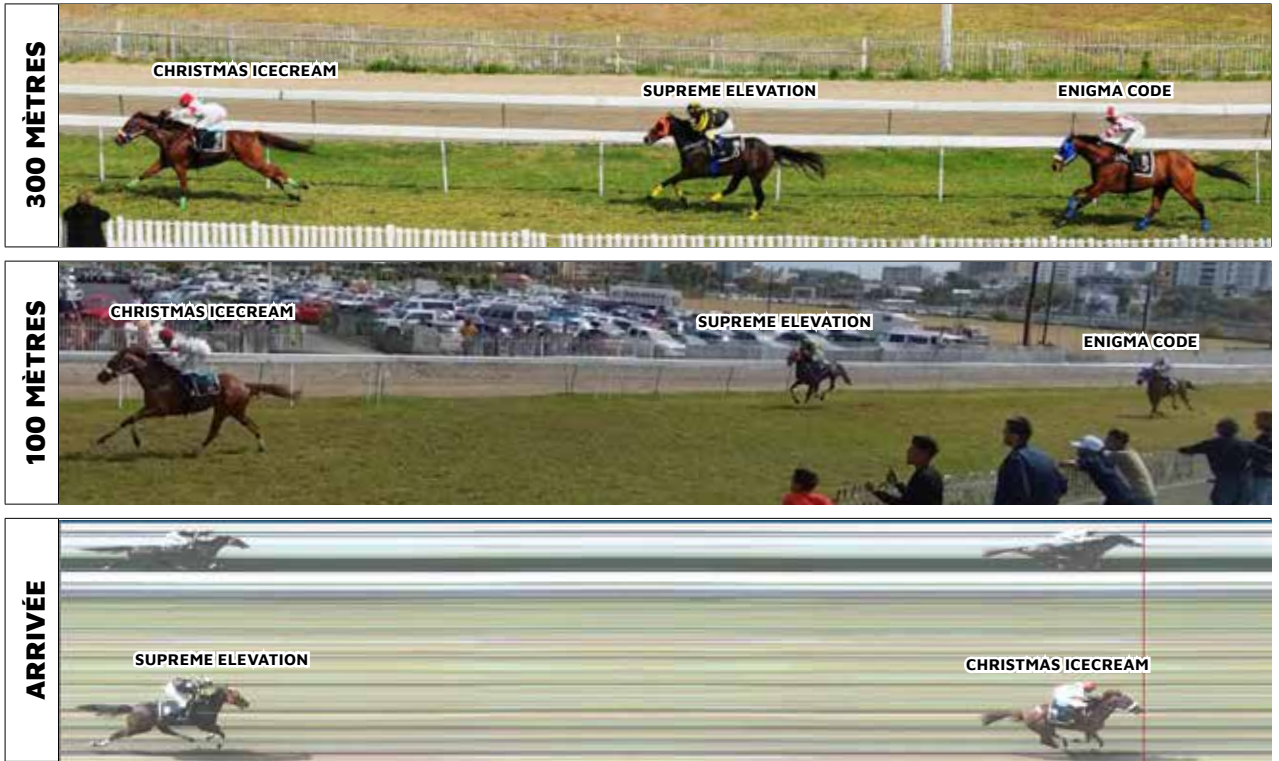 300 MÈTRES
CHRISTMAS ICECREAM
SUPREME ELEVATION
ENIGMA CODE
100 MÈTRES
CHRISTMAS ICECREAM
SUPREME ELEVATION
ENIGMA CODE
ARRIVÉE
SUPREME ELEVATION
CHRISTMAS ICECREAM